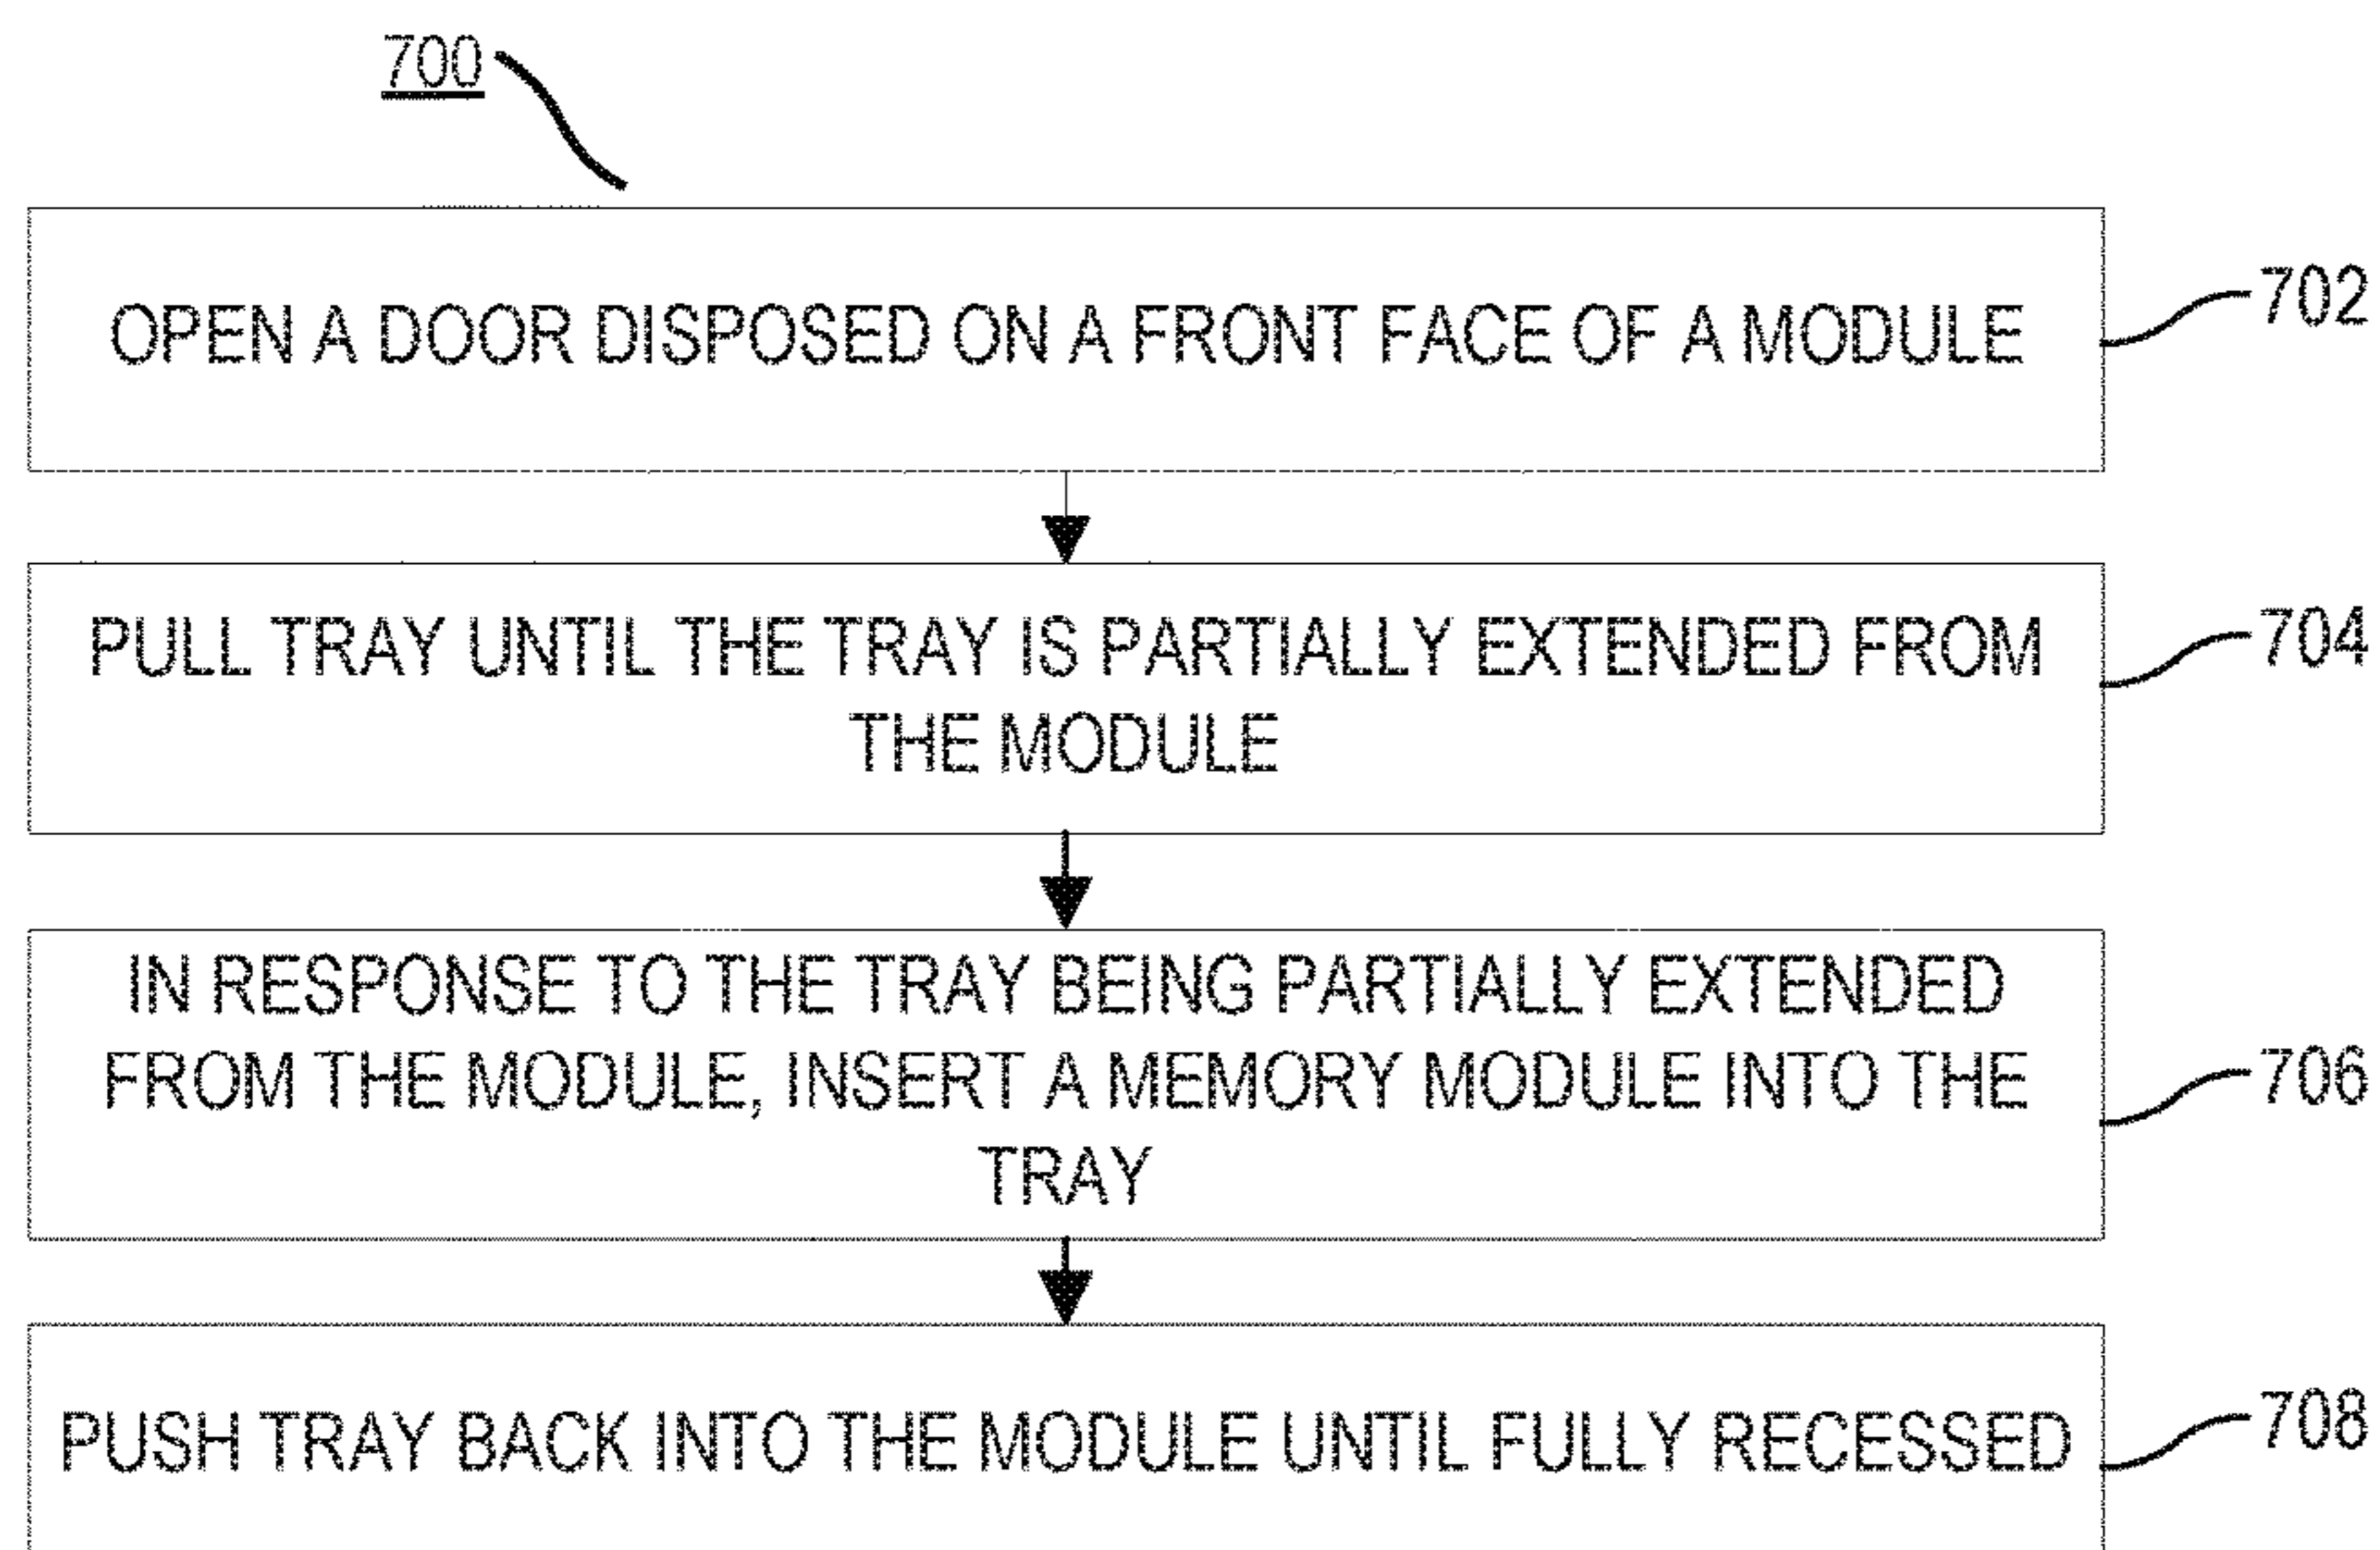 700
OPEN A DOOR DISPOSED ON A FRONT FACE OF A MODULE
702
PULL TRAY UNTIL THE TRAY IS PARTIALLY EXTENDED FROM
THE MODULE
704
IN RESPONSE TO THE TRAY BEING PARTIALLY EXTENDED
FROM THE MODULE, INSERT A MEMORY MODULE INTO THE
TRAY
706
PUSH TRAY BACK INTO THE MODULE UNTIL FULLY RECESSED
708